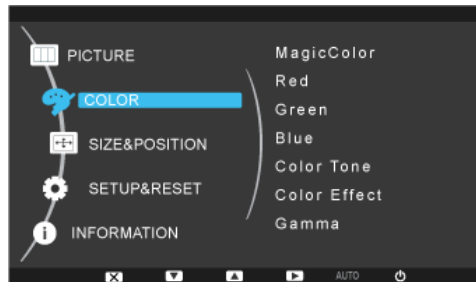 PICTURE
COLOR
SIZE&POSITION
SETUP&RESET
INFORMATION
MagicColor
Red
Green
Blue
Color Tone
Color Effect
Gamma
AUTO